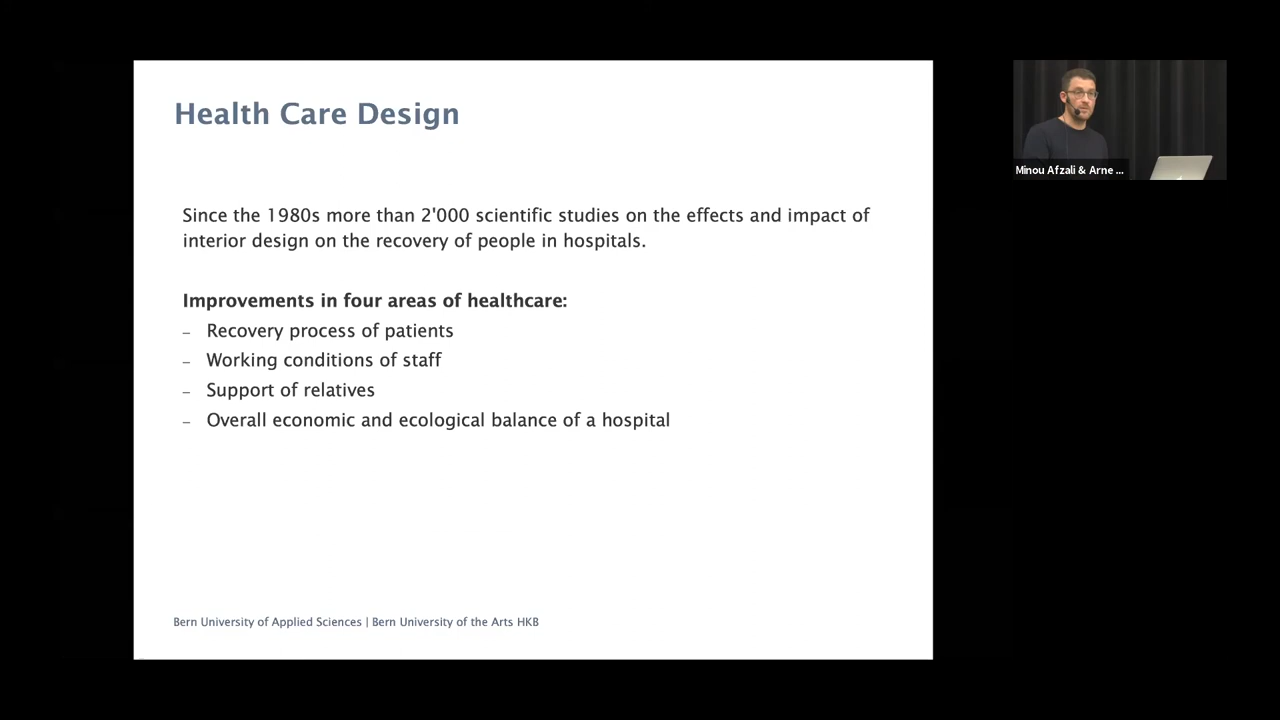 Health Care Design
Since the 1980s more than 2'000 scientific studies on the effects and impact of
interior design on the recovery of people in hospitals.
Improvements in four areas of healthcare:
– Recovery process of patients
– Working conditions of staff
– Support of relatives
– Overall economic and ecological balance of a hospital
Bern University of Applied Sciences | Bern University of the Arts HKB
Minou Afzali & Arne ...